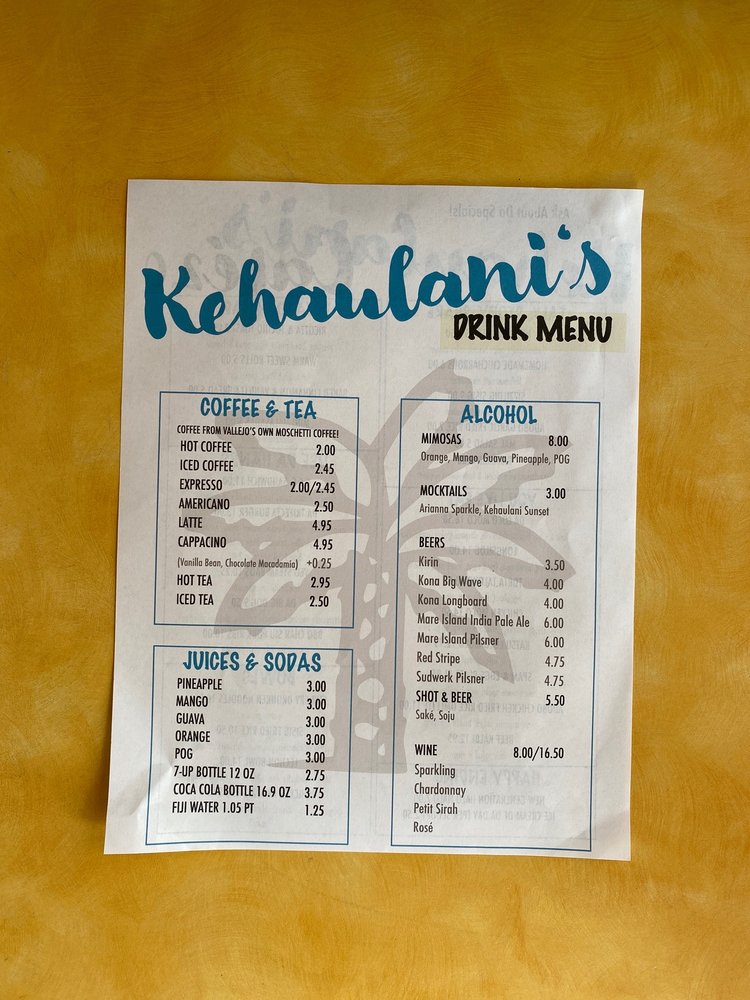 Kehaulani's
DRINK MENU
COFFEE & TEA
COFFEE FROM VALLEJO'S OWN MOSCHETTI COFFEE!
HOT COFFEE 2.00
ICED COFFEE 2.45
EXPRESSO 2.00/2.45
AMERICANO 2.50
LATTE 4.95
CAPPACINO 4.95
(Vanilla Bean, Chocolate Macadamia) +0.25
HOT TEA 2.95
ICED TEA 2.50
JUICES & SODAS
PINEAPPLE 3.00
MANGO 3.00
GUAVA 3.00
ORANGE 3.00
POG 3.00
7-UP BOTTLE 12 OZ 2.75
COCA COLA BOTTLE 16.9 OZ 3.75
FIJI WATER 1.05 PT 1.25
ALCOHOL
MIMOSAS 8.00
Orange, Mango, Guava, Pineapple, POG
MOCKTAILS 3.00
Arianna Sparkle, Kehaulani Sunset
BEERS
Kirin 3.50
Kona Big Wave 4.00
Kona Longboard 4.00
Mare Island India Pale Ale 6.00
Mare Island Pilsner 6.00
Red Stripe 4.75
Sudwerk Pilsner 4.75
SHOT & BEER 5.50
Saké, Soju
WINE 8.00/16.50
Sparkling
Chardonnay
Petit Sirah
Rosé